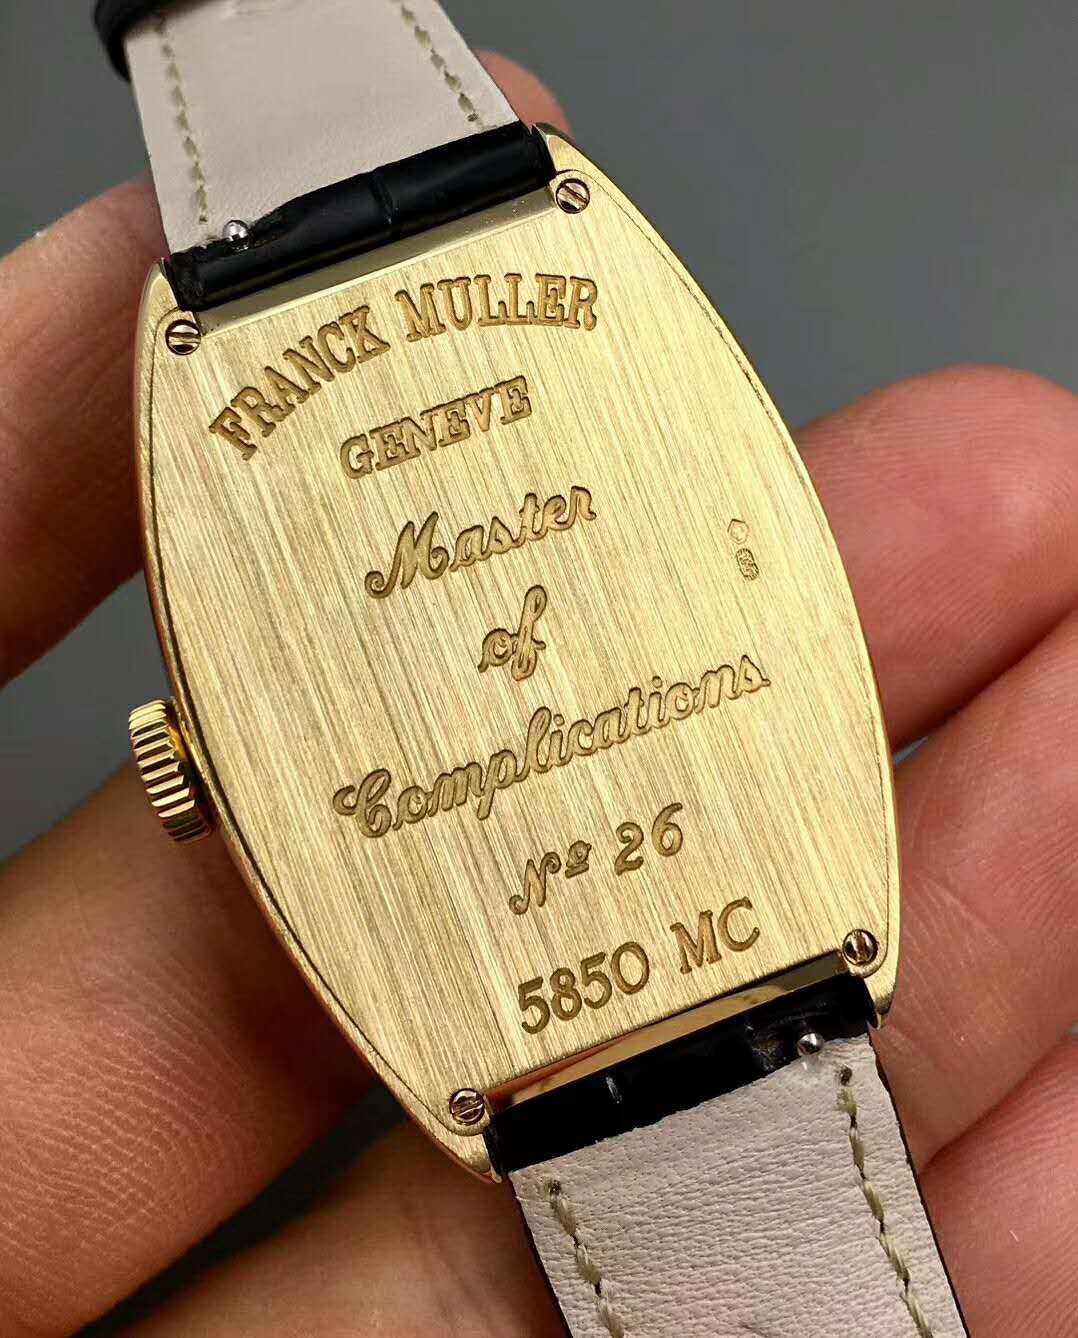 FRANCK MULLER
GENEVE
Master
of
Complications
Nº 26
5850 MC